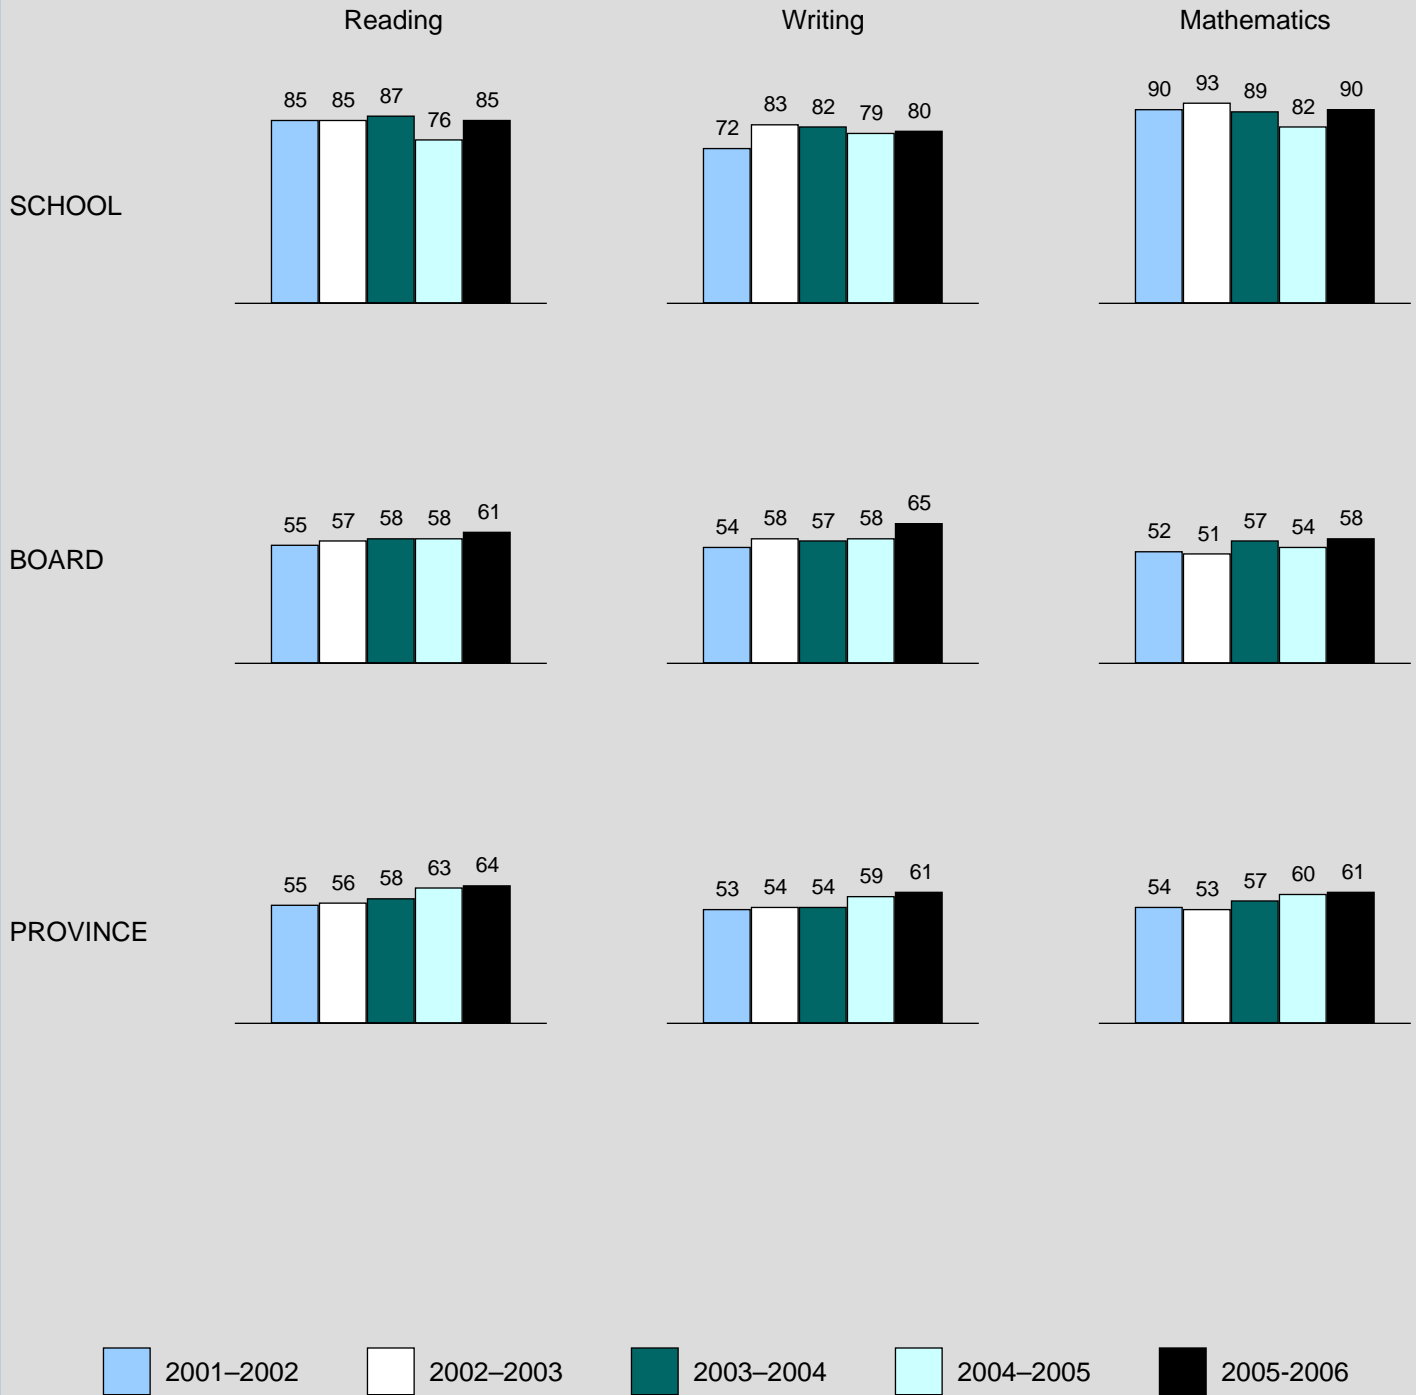 Reading Writing Mathematics
SCHOOL
85 85 87 76 85
72 83 82 79 80
90 93 89 82 90
BOARD
55 57 58 58 61
54 58 57 58 65
52 51 57 54 58
PROVINCE
55 56 58 63 64
53 54 54 59 61
54 53 57 60 61
2001–2002 2002–2003 2003–2004 2004–2005 2005-2006